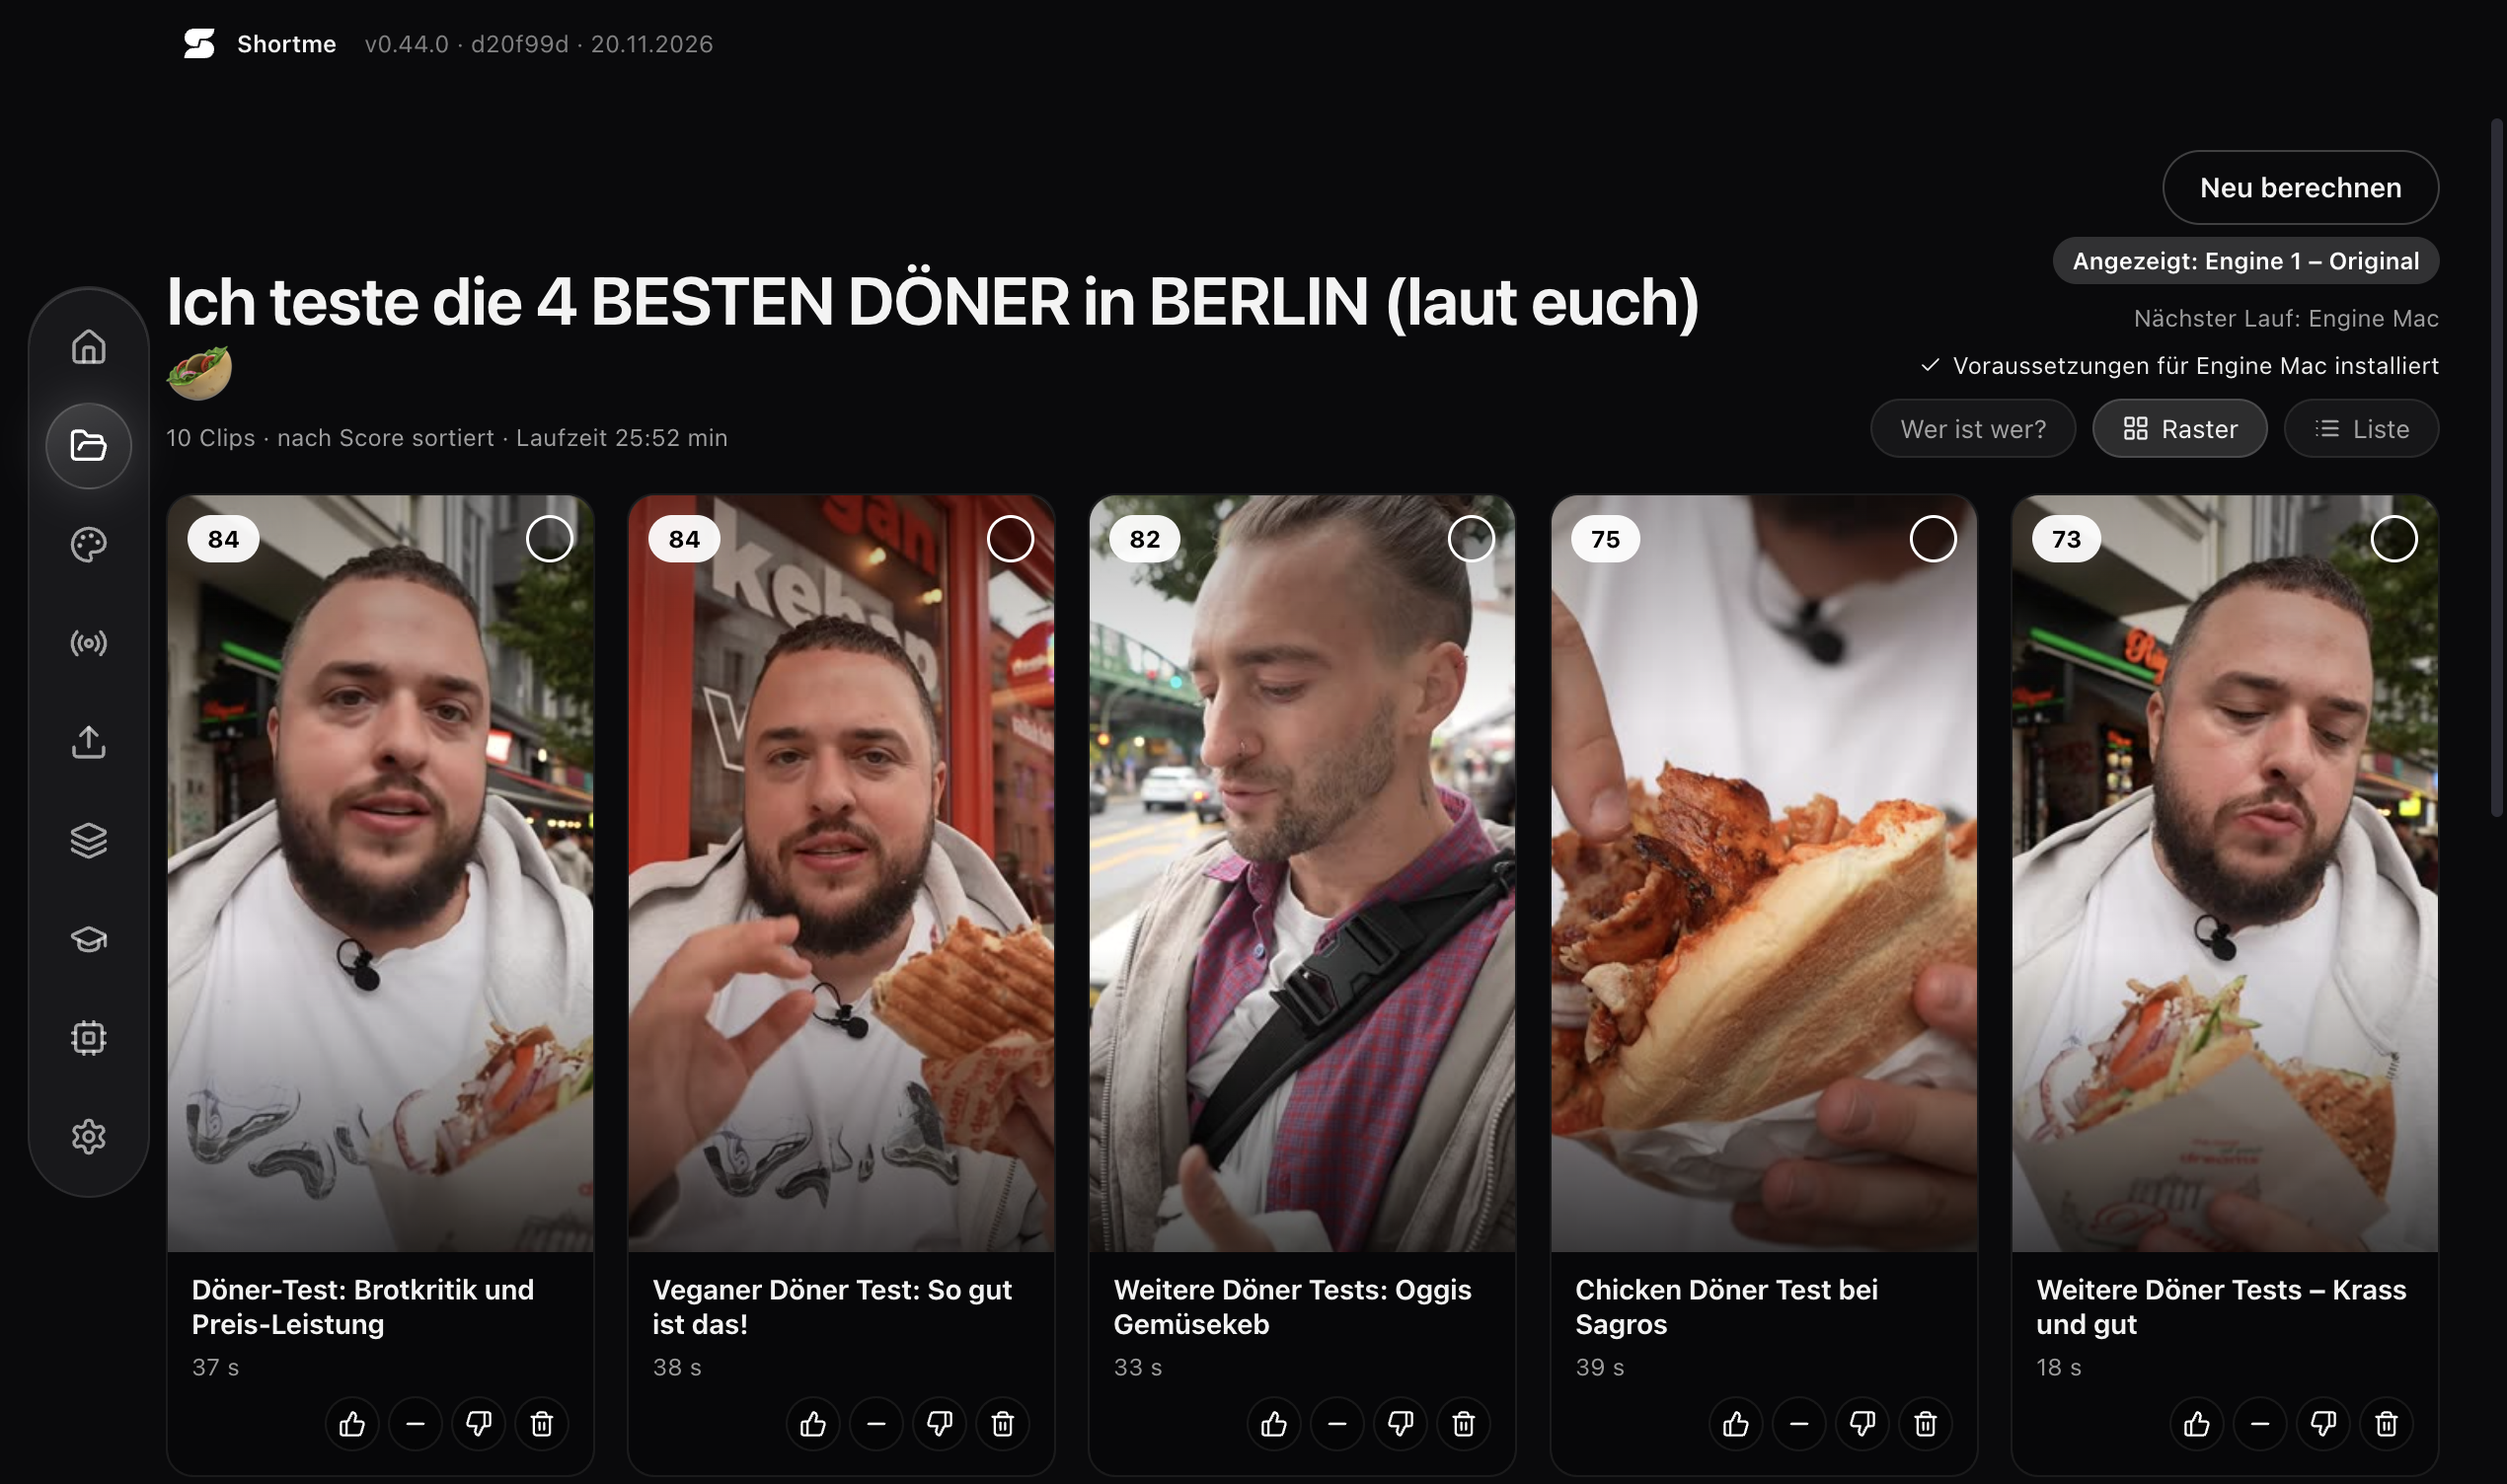 Shortme v0.44.0 · d20f99d · 20.11.2026
Neu berechnen
Angezeigt: Engine 1 – Original
Nächster Lauf: Engine Mac
✓ Voraussetzungen für Engine Mac installiert
Ich teste die 4 BESTEN DÖNER in BERLIN (laut euch)
🥙
10 Clips · nach Score sortiert · Laufzeit 25:52 min
Wer ist wer?
Raster
Liste
84
84
kebap
82
75
73
Döner-Test: Brotkritik und
Preis-Leistung
37 s
Veganer Döner Test: So gut
ist das!
38 s
Weitere Döner Tests: Oggis
Gemüsekeb
33 s
Chicken Döner Test bei
Sagros
39 s
Weitere Döner Tests – Krass
und gut
18 s